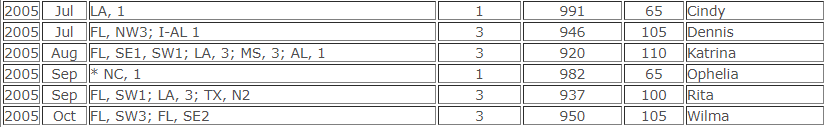 2005 Jul LA, 1 1 991 65 Cindy
2005 Jul FL, NW3; I-AL 1 3 946 105 Dennis
2005 Aug FL, SE1, SW1; LA, 3; MS, 3; AL, 1 3 920 110 Katrina
2005 Sep * NC, 1 1 982 65 Ophelia
2005 Sep FL, SW1; LA, 3; TX, N2 3 937 100 Rita
2005 Oct FL, SW3; FL, SE2 3 950 105 Wilma